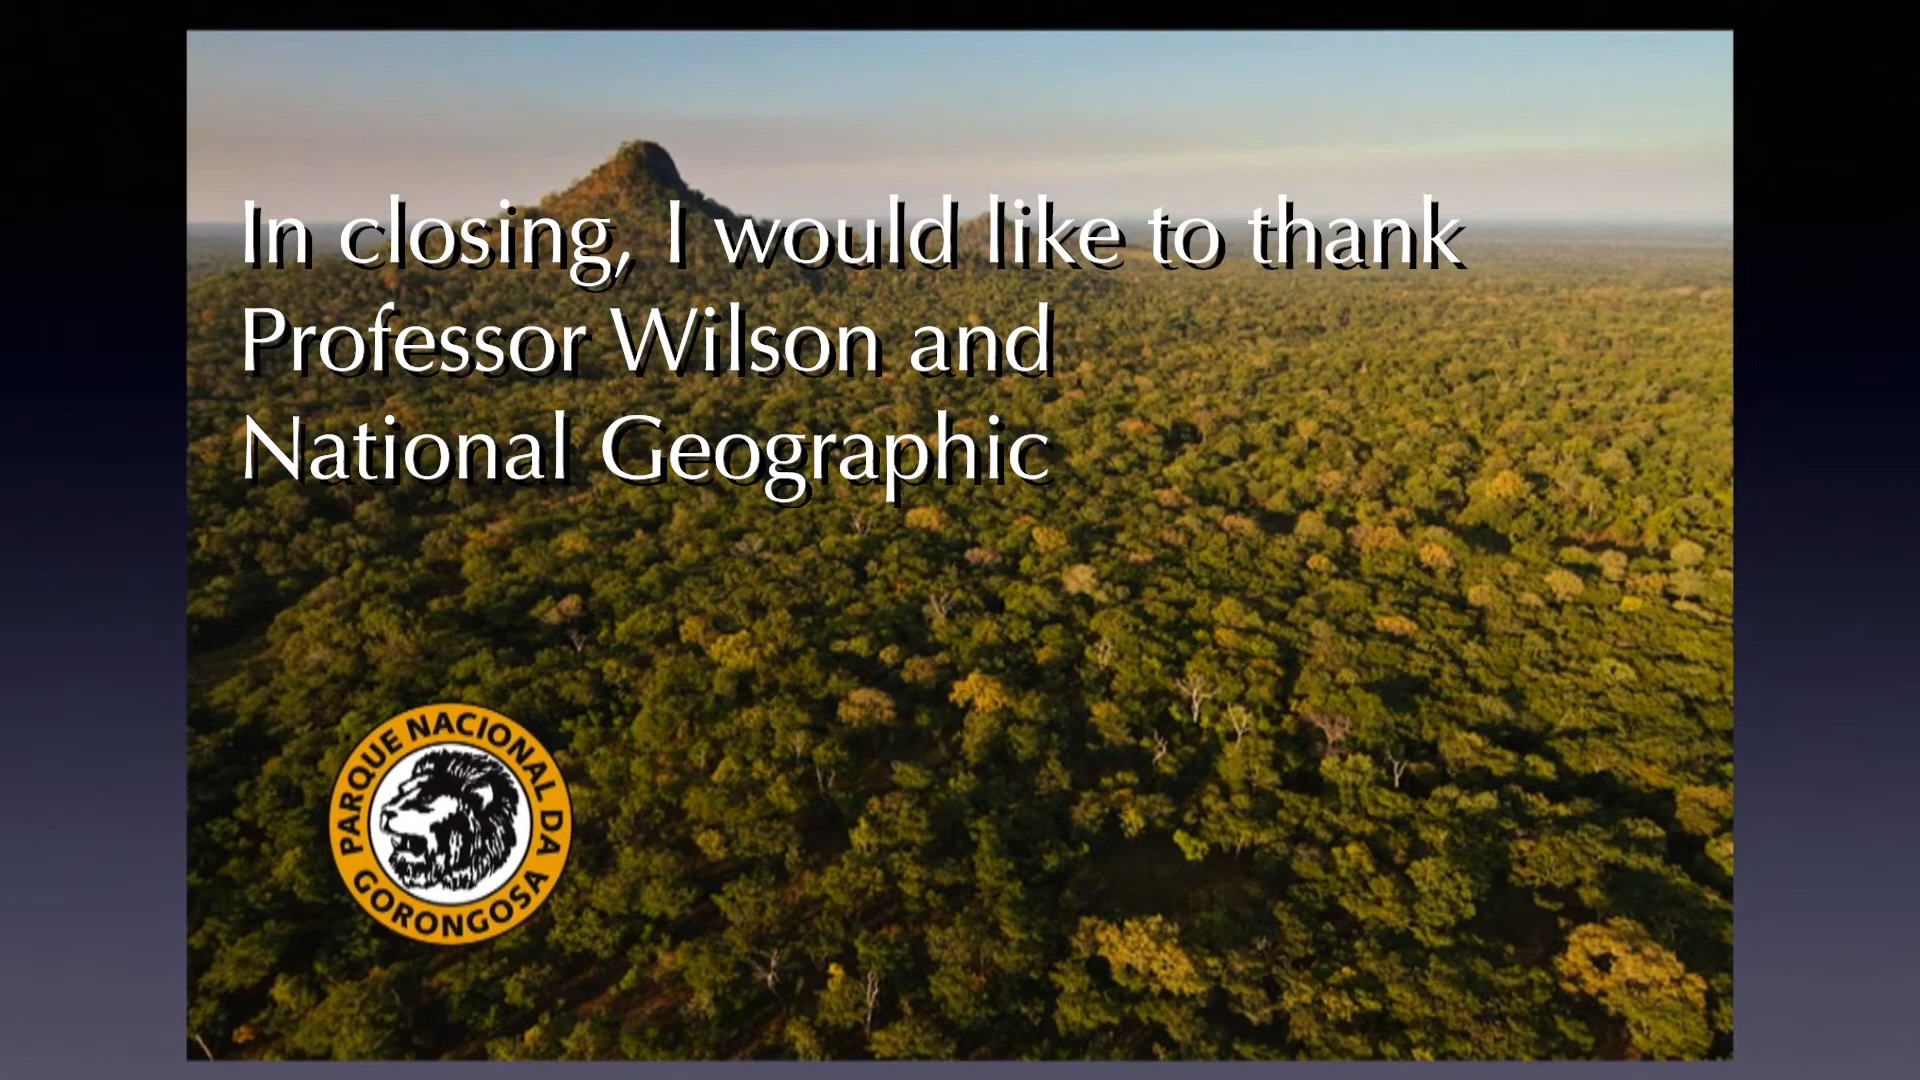 In closing, I would like to thank
Professor Wilson and
National Geographic
PARQUE NACIONAL DA
GORONGOSA